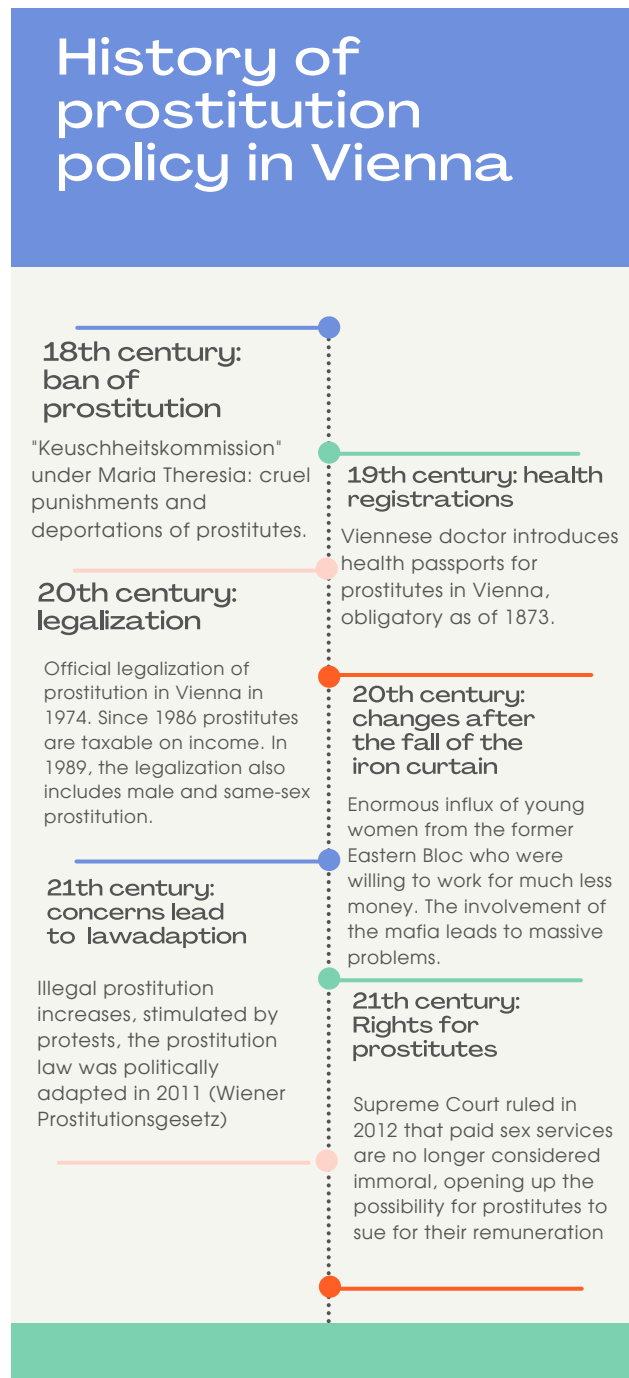 History of
prostitution
policy in Vienna
18th century:
ban of
prostitution
"Keuschheitskommission"
under Maria Theresia: cruel
punishments and
deportations of prostitutes.
19th century: health
registrations
Viennese doctor introduces
health passports for
prostitutes in Vienna,
obligatory as of 1873.
20th century:
legalization
Official legalization of
prostitution in Vienna in
1974. Since 1986 prostitutes
are taxable on income. In
1989, the legalization also
includes male and same-sex
prostitution.
20th century:
changes after
the fall of the
iron curtain
Enormous influx of young
women from the former
Eastern Bloc who were
willing to work for much less
money. The involvement of
the mafia leads to massive
problems.
21th century:
concerns lead
to lawadaption
Illegal prostitution
increases, stimulated by
protests, the prostitution
law was politically
adapted in 2011 (Wiener
Prostitutionsgesetz)
21th century:
Rights for
prostitutes
Supreme Court ruled in
2012 that paid sex services
are no longer considered
immoral, opening up the
possibility for prostitutes to
sue for their remuneration